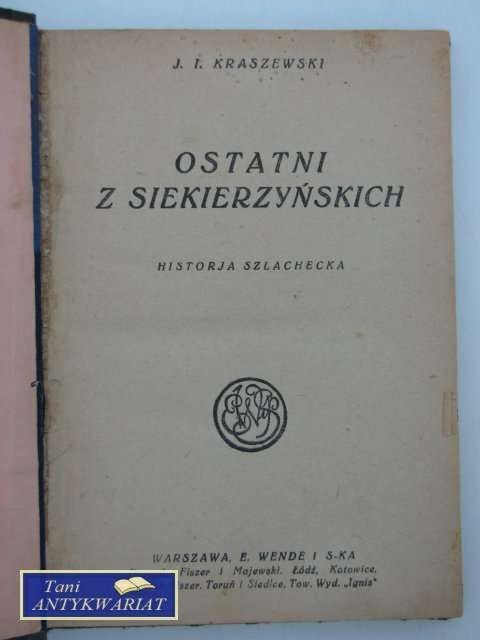 J. I. KRASZEWSKI
OSTATNI
Z SIEKIERZYŃSKICH
HISTORJA SZLACHECKA
WARSZAWA, E. WENDE I S-KA
Fiszer i Majewski. Łódź, Katowice,
Toruń i Siedlce, Tow. Wyd. „Ignis"
Tani
ANTYKWARIAT